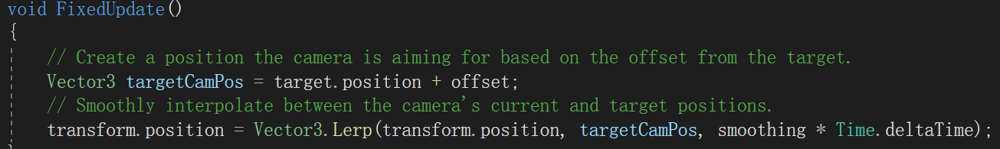 void FixedUpdate()
{
// Create a position the camera is aiming for based on the offset from the target.
Vector3 targetCamPos = target.position + offset;
// Smoothly interpolate between the camera's current and target positions.
transform.position = Vector3.Lerp(transform.position, targetCamPos, smoothing * Time.deltaTime);
}